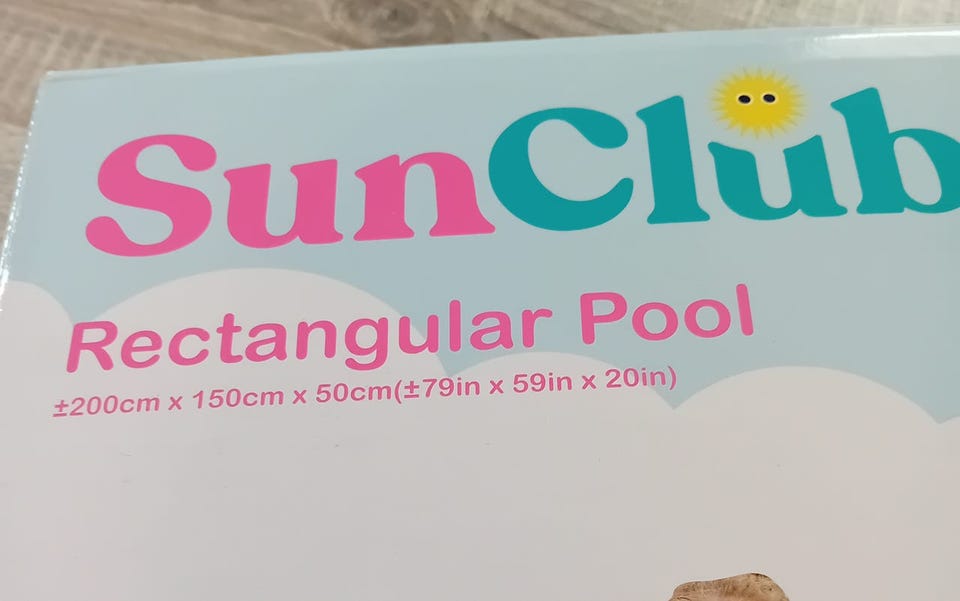 SunClub
Rectangular Pool
±200cm x 150cm x 50cm(±79in x 59in x 20in)